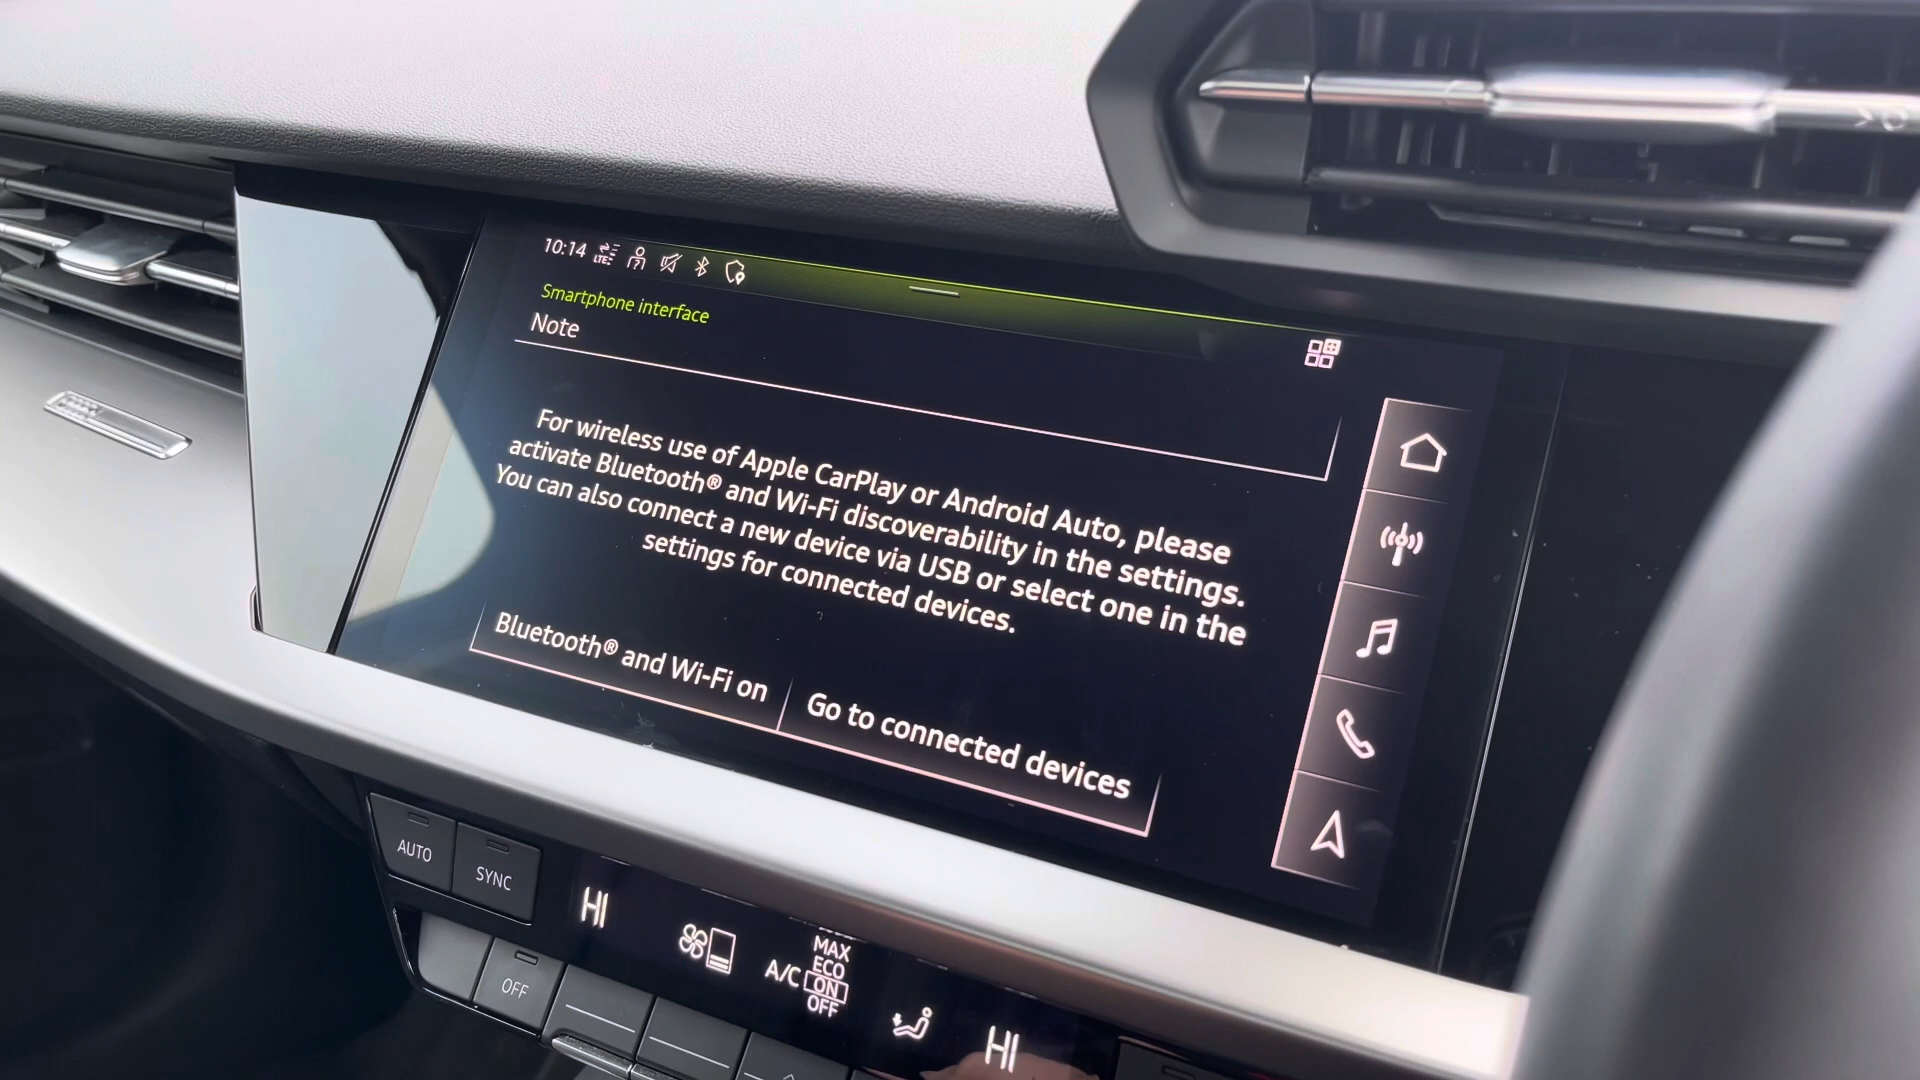 10:14 LTE
Smartphone interface
Note
For wireless use of Apple CarPlay or Android Auto, please
activate Bluetooth® and Wi-Fi discoverability in the settings.
You can also connect a new device via USB or select one in the
settings for connected devices.
Bluetooth® and Wi-Fi on
Go to connected devices
AUTO
SYNC
OFF
HI
A/C
MAX
ECO
ON
OFF
HI